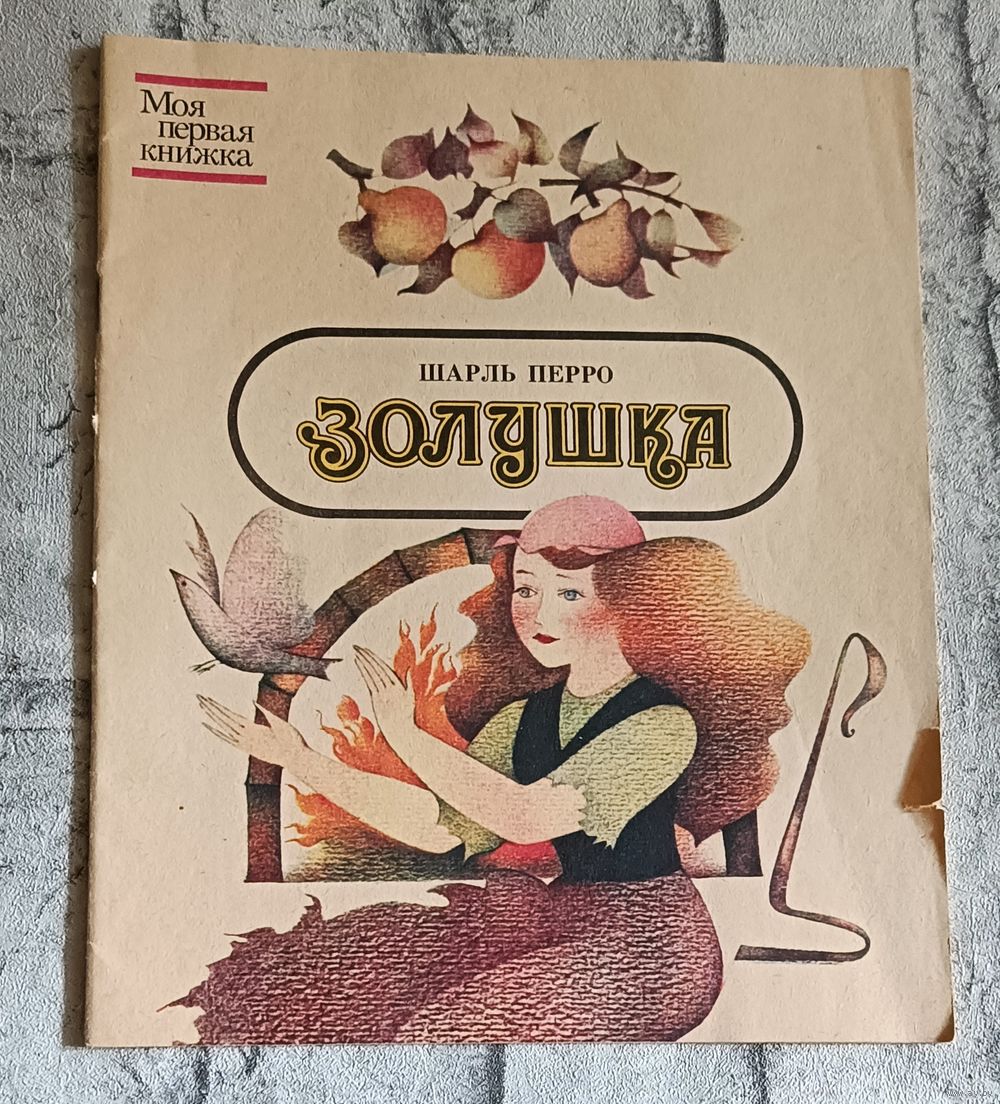 Моя
первая
книжка
ШАРЛЬ ПЕРРО
ЗОЛУШКА